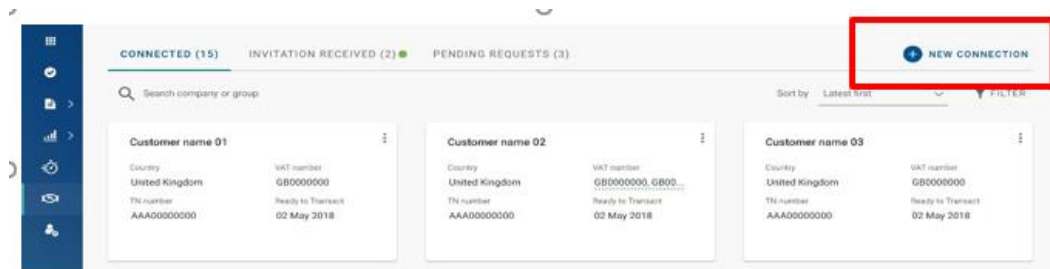 CONNECTED (15) INVITATION RECEIVED (2) PENDING REQUESTS (3) NEW CONNECTION
Search company or group Sort by Latest first FILTER
Customer name 01 Customer name 02 Customer name 03
Country VAT number Country VAT number Country VAT number
United Kingdom GB0000000 United Kingdom GB0000000, GB00... United Kingdom GB0000000
TN number Ready to Transact TN number Ready to Transact TN number Ready to Transact
AAA00000000 02 May 2018 AAA00000000 02 May 2018 AAA00000000 02 May 2018